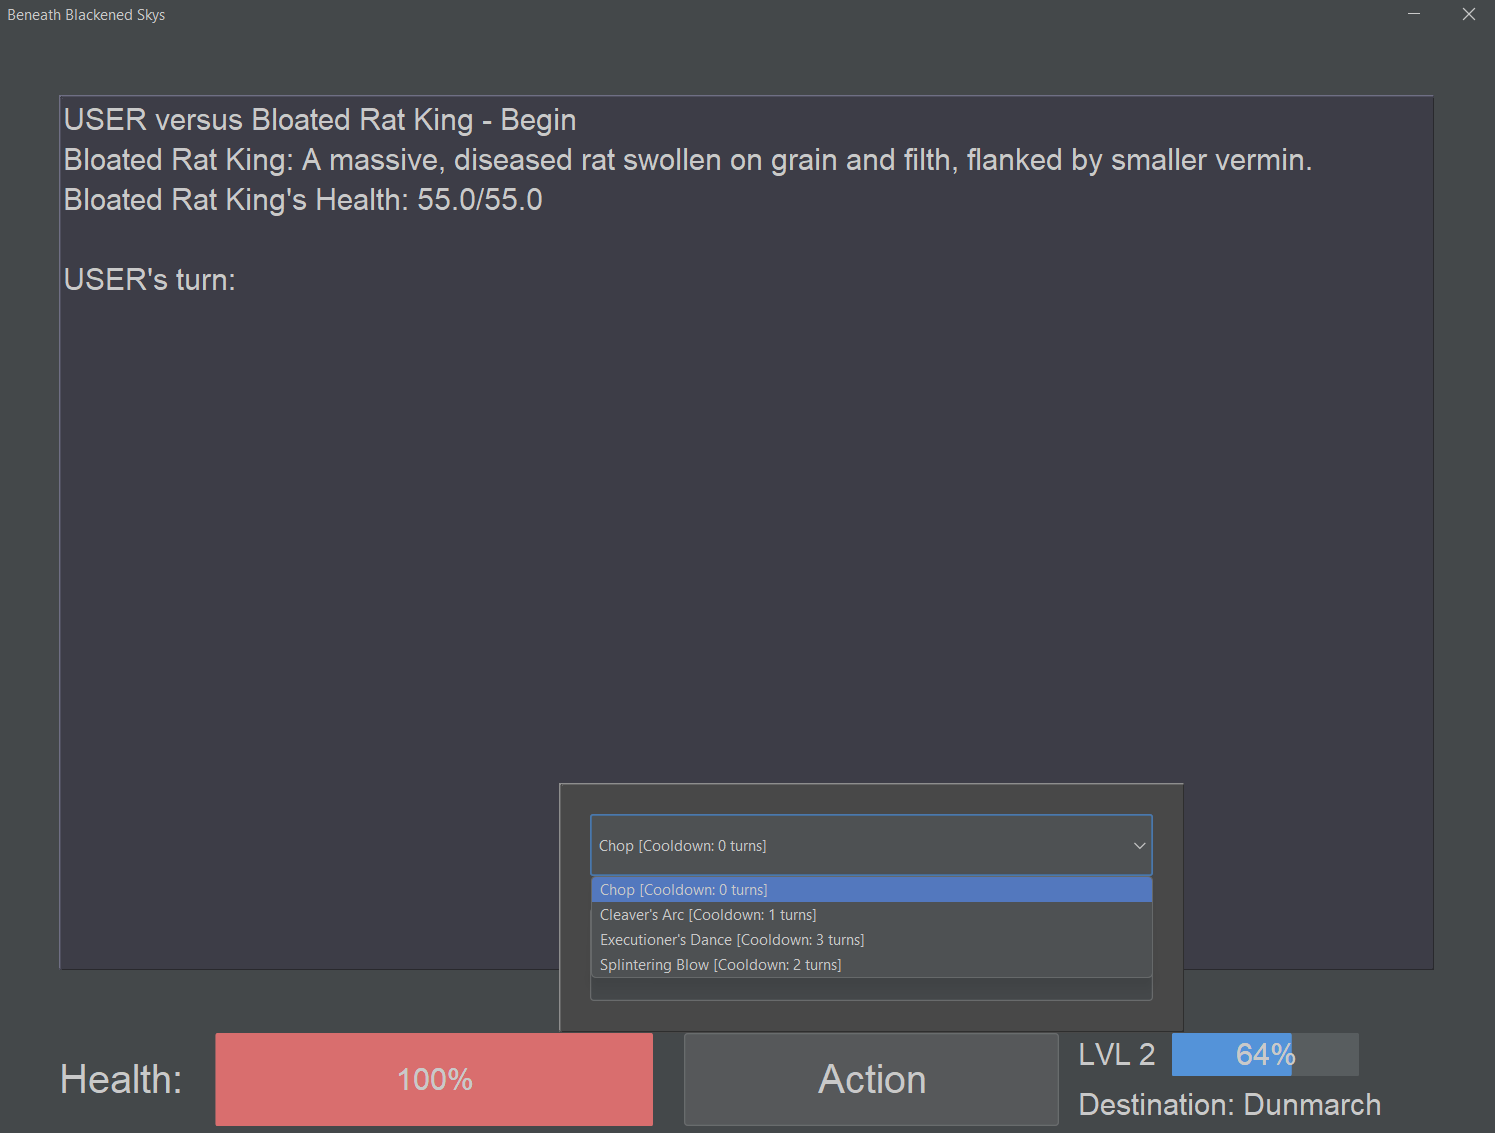 Beneath Blackened Skys
USER versus Bloated Rat King - Begin
Bloated Rat King: A massive, diseased rat swollen on grain and filth, flanked by smaller vermin.
Bloated Rat King's Health: 55.0/55.0
USER's turn:
Chop [Cooldown: 0 turns]
Chop [Cooldown: 0 turns]
Cleaver's Arc [Cooldown: 1 turns]
Executioner's Dance [Cooldown: 3 turns]
Splintering Blow [Cooldown: 2 turns]
Health:
100%
Action
LVL 2
64%
Destination: Dunmarch